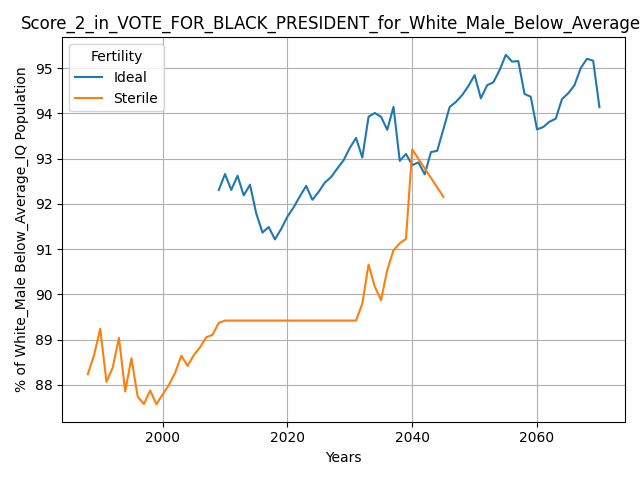 Score_2_in_VOTE_FOR_BLACK_PRESIDENT_for_White_Male_Below_Average
Fertility
Ideal
Sterile
% of White_Male Below_Average_IQ Population
95
94
93
92
91
90
89
88
2000
2020
2040
2060
Years